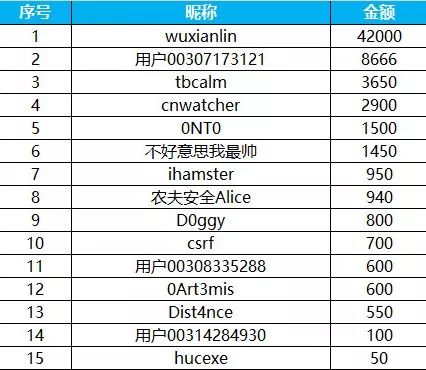 序号 昵称 金额
1 wuxianlin 42000
2 用户00307173121 8666
3 tbcalm 3650
4 cnwatcher 2900
5 0NT0 1500
6 不好意思我最帅 1450
7 ihamster 950
8 农夫安全Alice 940
9 D0ggy 800
10 csrf 700
11 用户00308335288 600
12 0Art3mis 600
13 Dist4nce 550
14 用户00314284930 100
15 hucexe 50